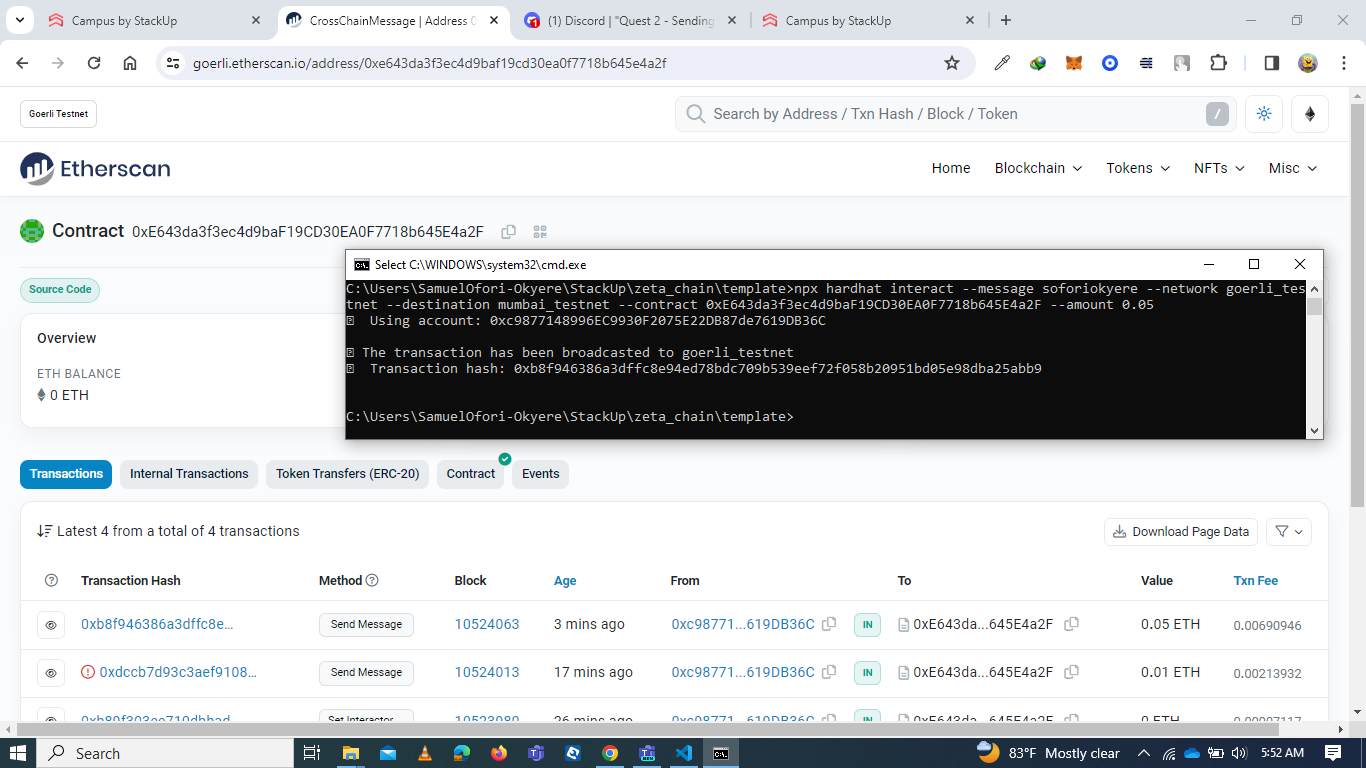 Campus by StackUp
CrossChainMessage | Address 0
(1) Discord | "Quest 2 - Sending
Campus by StackUp
goerli.etherscan.io/address/0xe643da3f3ec4d9baf19cd30ea0f7718b645e4a2f
Goerli Testnet
Search by Address / Txn Hash / Block / Token
/
Etherscan
Home
Blockchain
Tokens
NFTs
Misc
Contract 0xE643da3f3ec4d9baF19CD30EA0F7718b645E4a2F
Source Code
Overview
ETH BALANCE
0 ETH
Select C:\WINDOWS\system32\cmd.exe
C:\Users\SamuelOfori-Okyere\StackUp\zeta_chain\template>npx hardhat interact --message soforiokyere --network goerli_tes
tnet --destination mumbai_testnet --contract 0xE643da3f3ec4d9baF19CD30EA0F7718b645E4a2F --amount 0.05
Using account: 0xc9877148996EC9930F2075E22DB87de7619DB36C
The transaction has been broadcasted to goerli_testnet
Transaction hash: 0xb8f946386a3dffc8e94ed78bdc709b539eef72f058b20951bd05e98dba25abb9
C:\Users\SamuelOfori-Okyere\StackUp\zeta_chain\template>
Transactions
Internal Transactions
Token Transfers (ERC-20)
Contract
Events
Latest 4 from a total of 4 transactions
Download Page Data
Transaction Hash Method Block Age From To Value Txn Fee
0xb8f946386a3dffc8e... Send Message 10524063 3 mins ago 0xc98771...619DB36C IN 0xE643da...645E4a2F 0.05 ETH 0.00690946
0xdccb7d93c3aef9108... Send Message 10524013 17 mins ago 0xc98771...619DB36C IN 0xE643da...645E4a2F 0.01 ETH 0.00213932
Set Interactor... 10523989 26 mins ago 0xc98771...619DB36C IN 0xE643da...645E4a2F 0 ETH
Search
83°F Mostly clear
5:52 AM